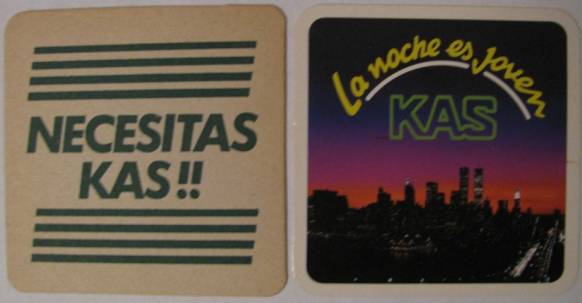 NECESITAS
KAS!!
La noche es joven
KAS